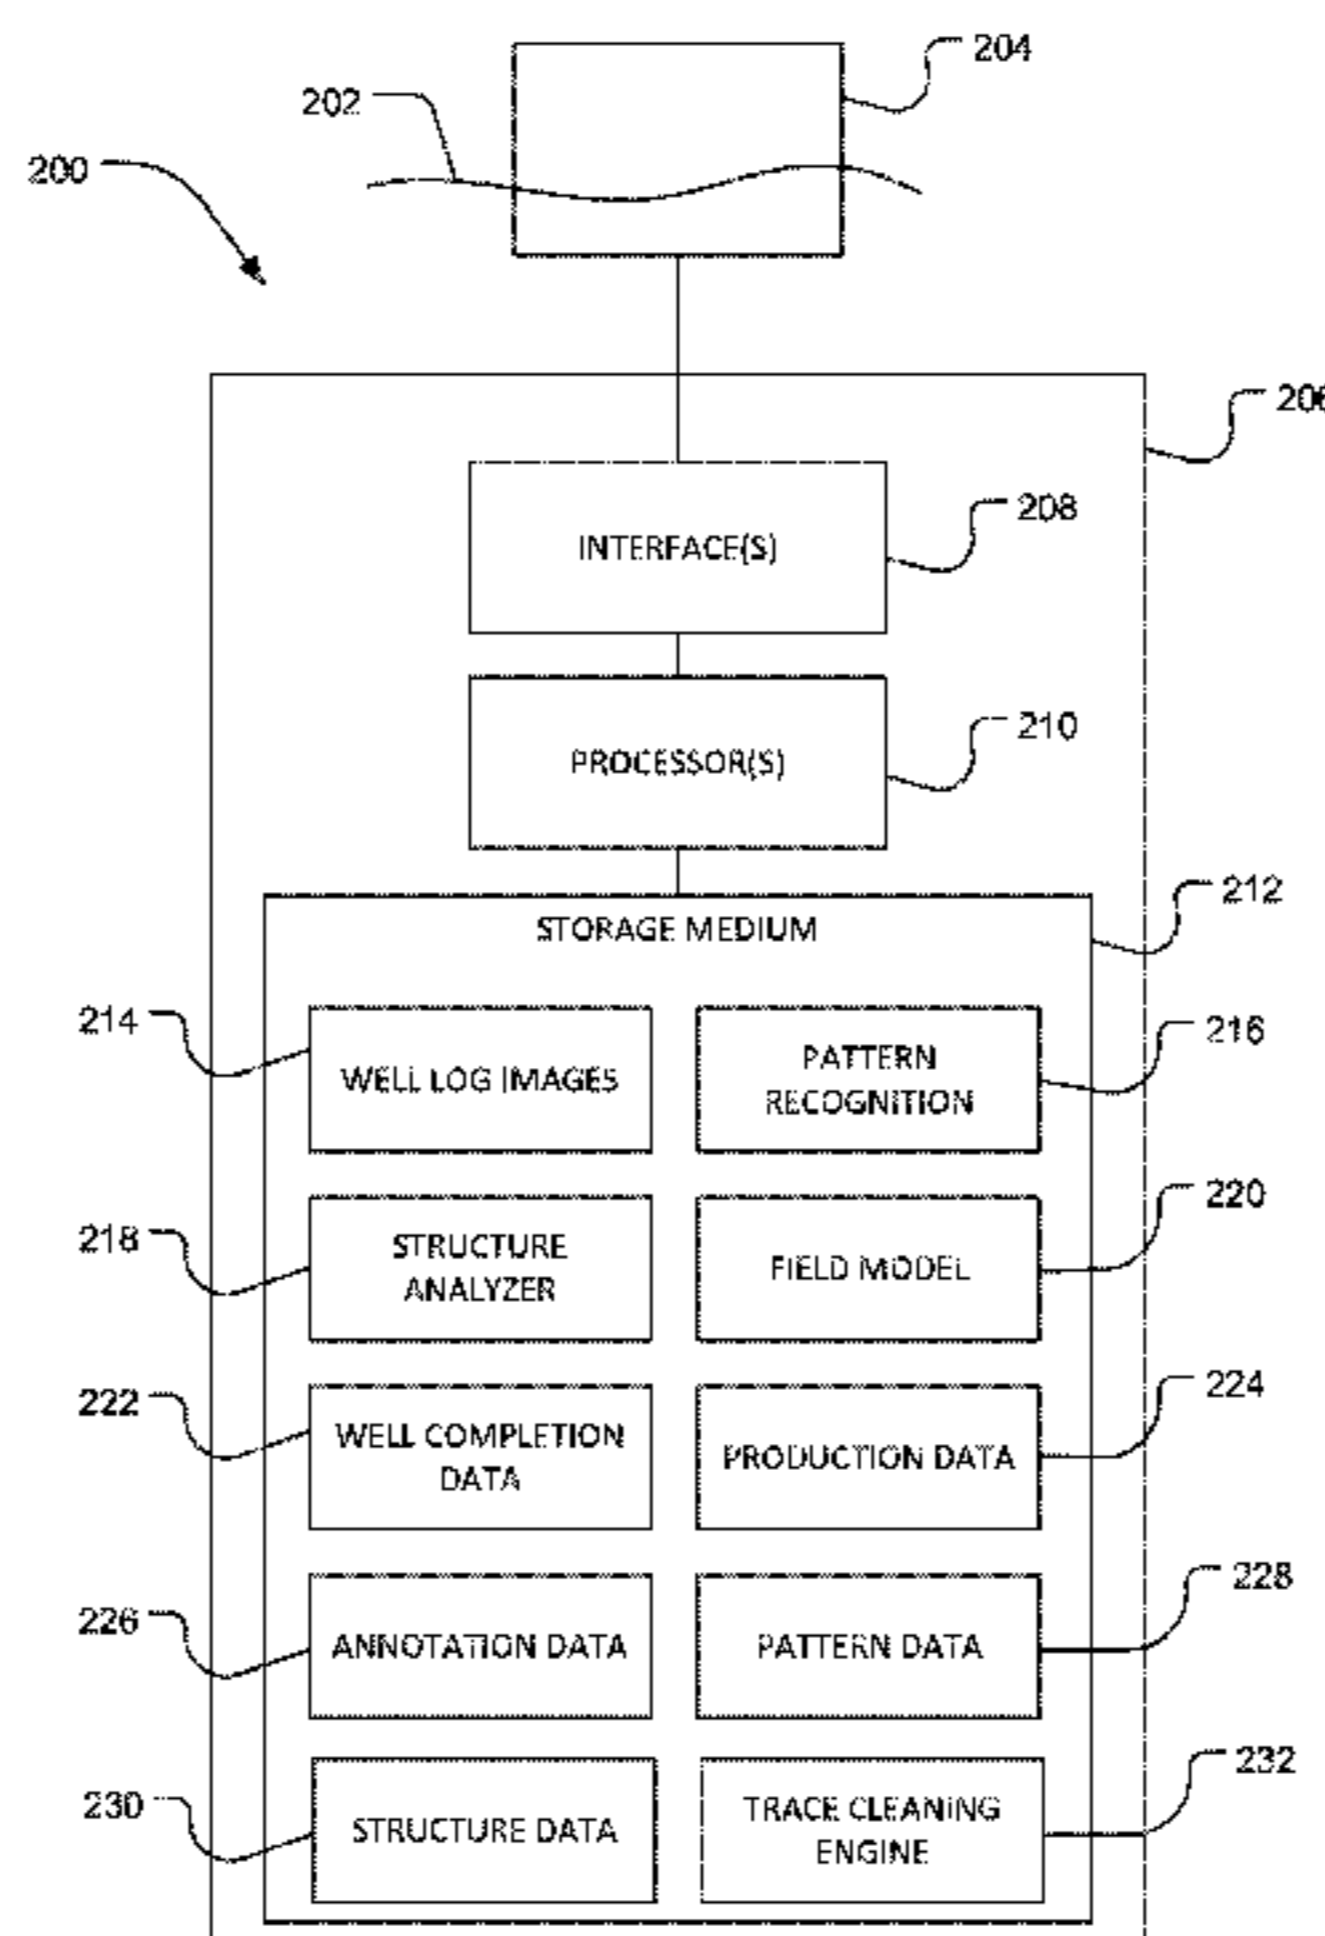 204
202
200
206
208
INTERFACE(S)
210
PROCESSOR(S)
212
STORAGE MEDIUM
214
WELL LOG IMAGES
PATTERN
RECOGNITION
216
218
STRUCTURE
ANALYZER
FIELD MODEL
220
222
WELL COMPLETION
DATA
PRODUCTION DATA
224
226
ANNOTATION DATA
PATTERN DATA
228
230
STRUCTURE DATA
TRACE CLEANING
ENGINE
232